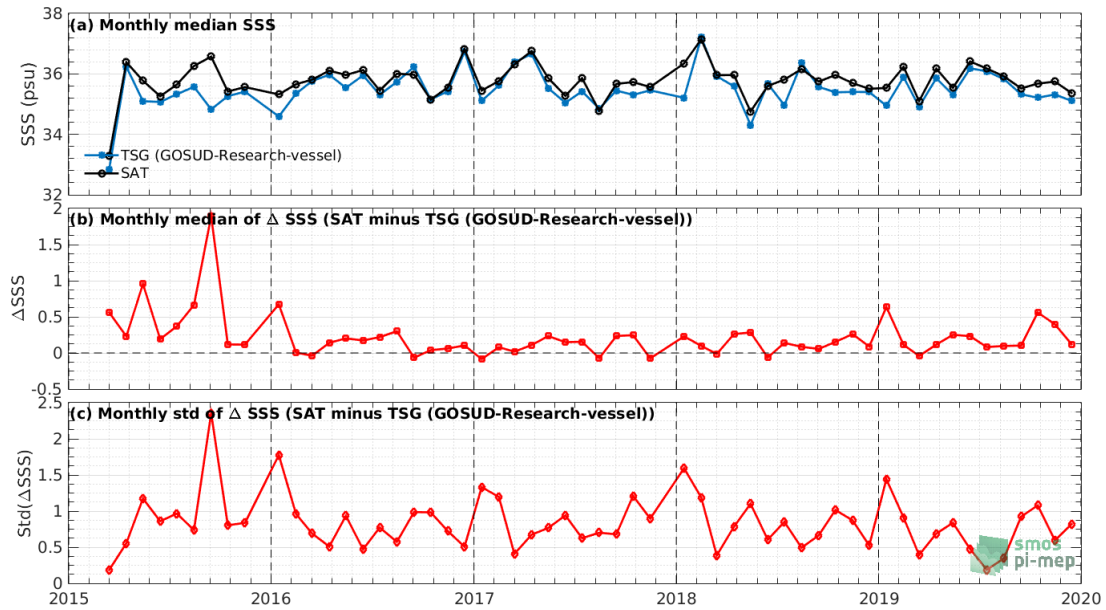 (a) Monthly median SSS
38
36
34
32
SSS (psu)
TSG (GOSUD-Research-vessel)
SAT
(b) Monthly median of Δ SSS (SAT minus TSG (GOSUD-Research-vessel))
2
1.5
1
0.5
0
-0.5
ΔSSS
(c) Monthly std of Δ SSS (SAT minus TSG (GOSUD-Research-vessel))
2.5
2
1.5
1
0.5
0
Std(ΔSSS)
smos
pi-mep
2015 2016 2017 2018 2019 2020